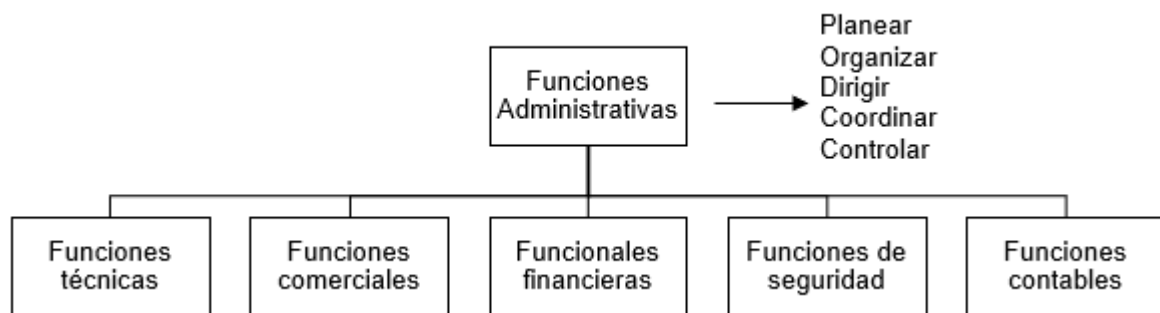 Funciones
Administrativas
Planear
Organizar
Dirigir
Coordinar
Controlar
Funciones
técnicas
Funciones
comerciales
Funcionales
financieras
Funciones de
seguridad
Funciones
contables